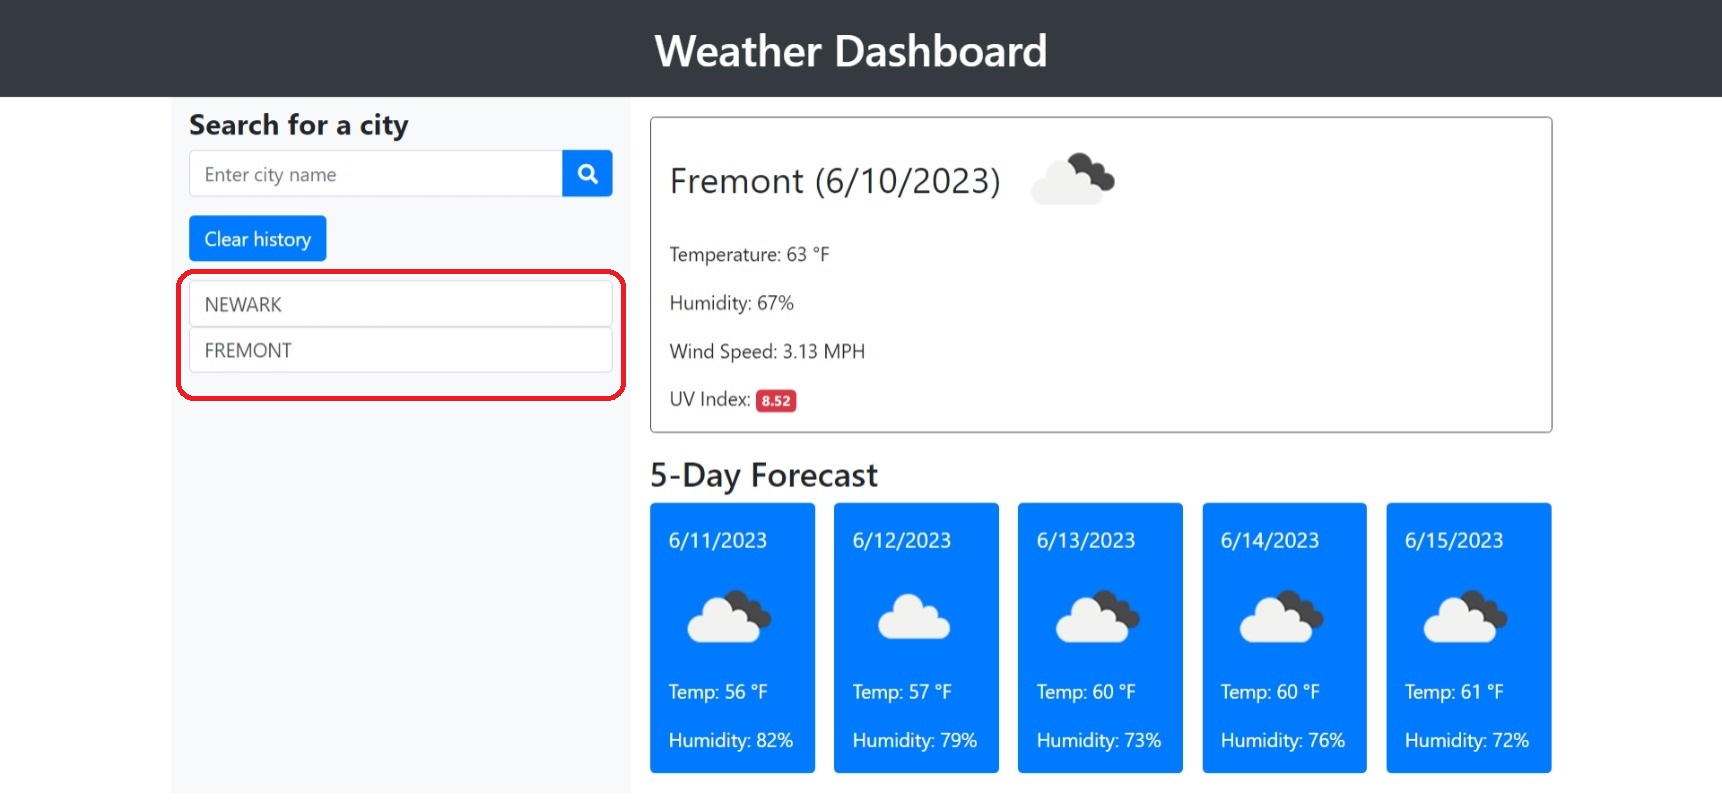 Weather Dashboard
Search for a city
Enter city name
Clear history
NEWARK
FREMONT
Fremont (6/10/2023)
Temperature: 63 °F
Humidity: 67%
Wind Speed: 3.13 MPH
UV Index: 8.52
5-Day Forecast
6/11/2023
Temp: 56 °F
Humidity: 82%
6/12/2023
Temp: 57 °F
Humidity: 79%
6/13/2023
Temp: 60 °F
Humidity: 73%
6/14/2023
Temp: 60 °F
Humidity: 76%
6/15/2023
Temp: 61 °F
Humidity: 72%